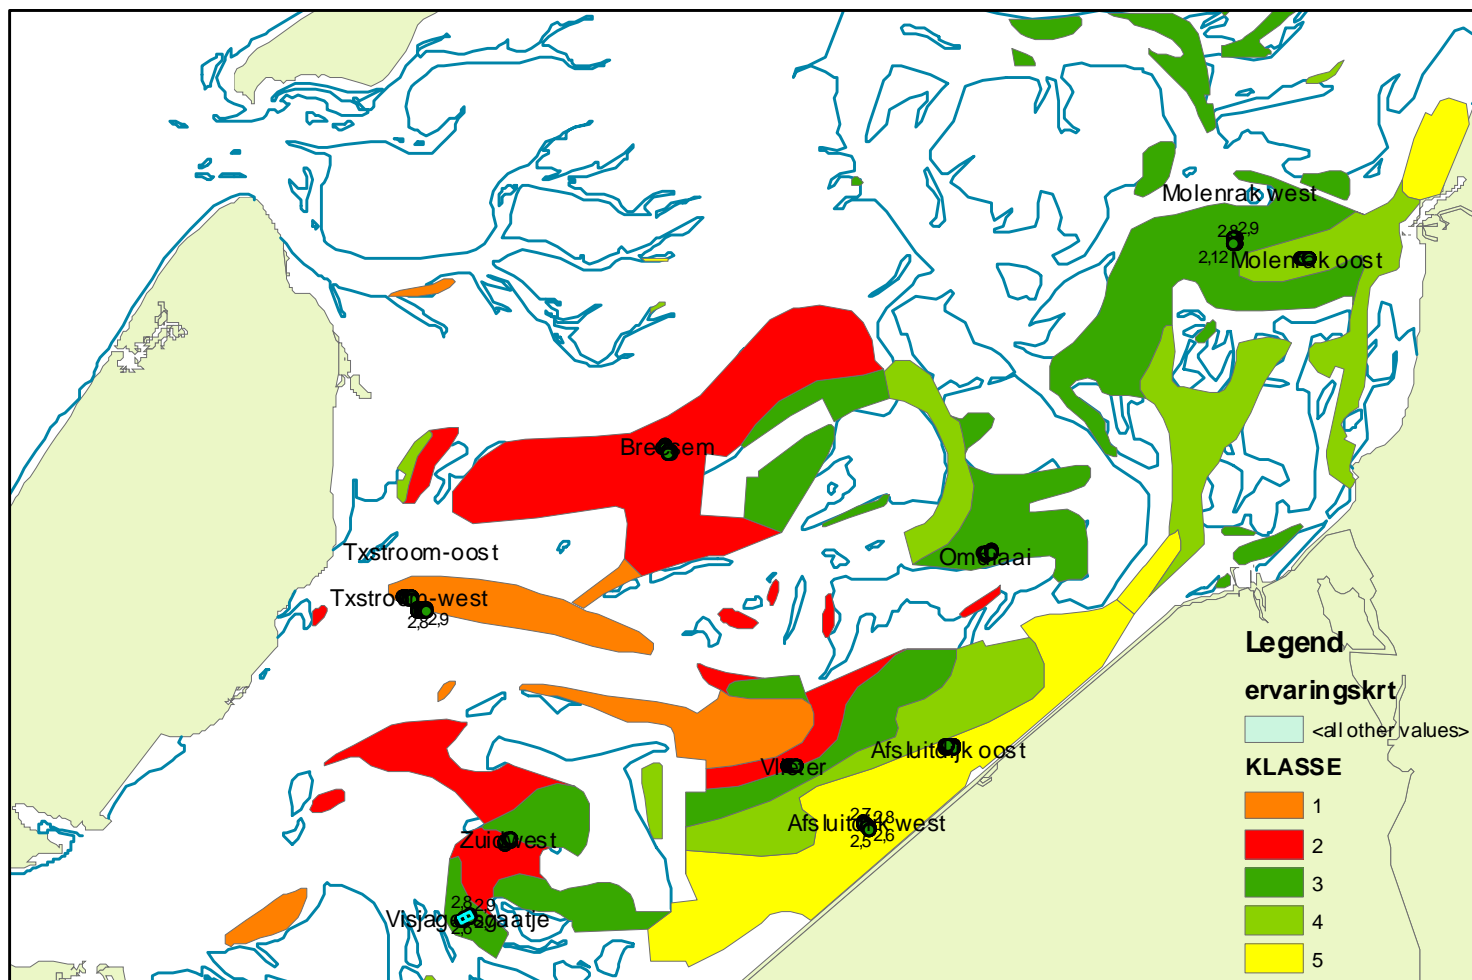 Molenrak west
2,8 2,9
2,12
Molenrak oost
Txstroom-oost
Txstroom-west
2,8 2,9
Afsluitdijk oost
2,7 2,8
Afsluitdijk west
2,5 2,6
Vlieter
Zuidwest
2,8 2,9
Visjagersgaatje
2,6
Legend
ervaringskrt
<all other values>
KLASSE
1
2
3
4
5